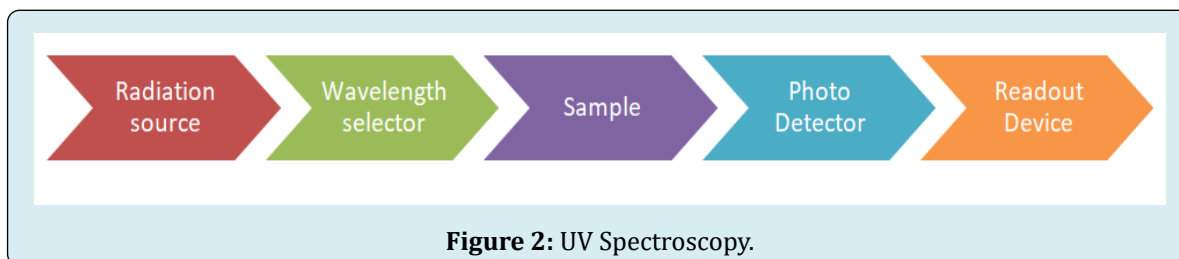 Radiation
source
Wavelength
selector
Sample
Photo
Detector
Readout
Device
Figure 2: UV Spectroscopy.